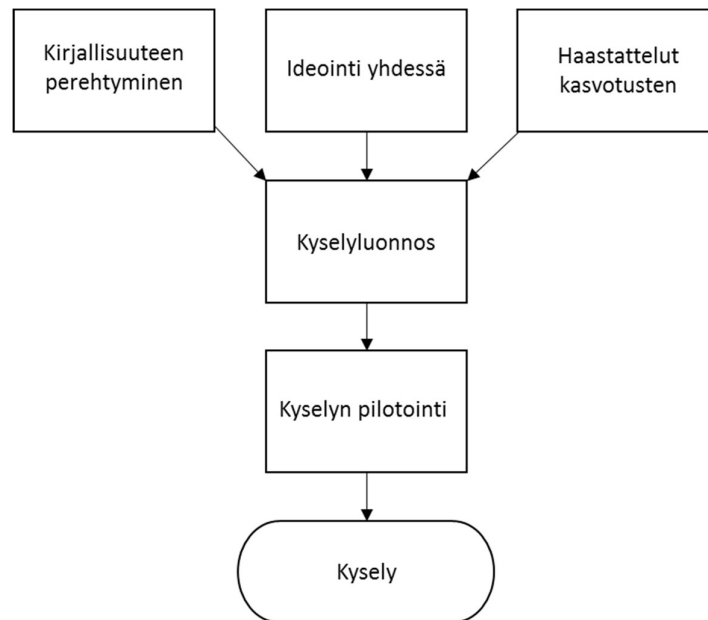 Kirjallisuuteen
perehtyminen
Ideointi yhdessä
Haastattelut
kasvotusten
Kyselyluonnos
Kyselyn pilotointi
Kysely